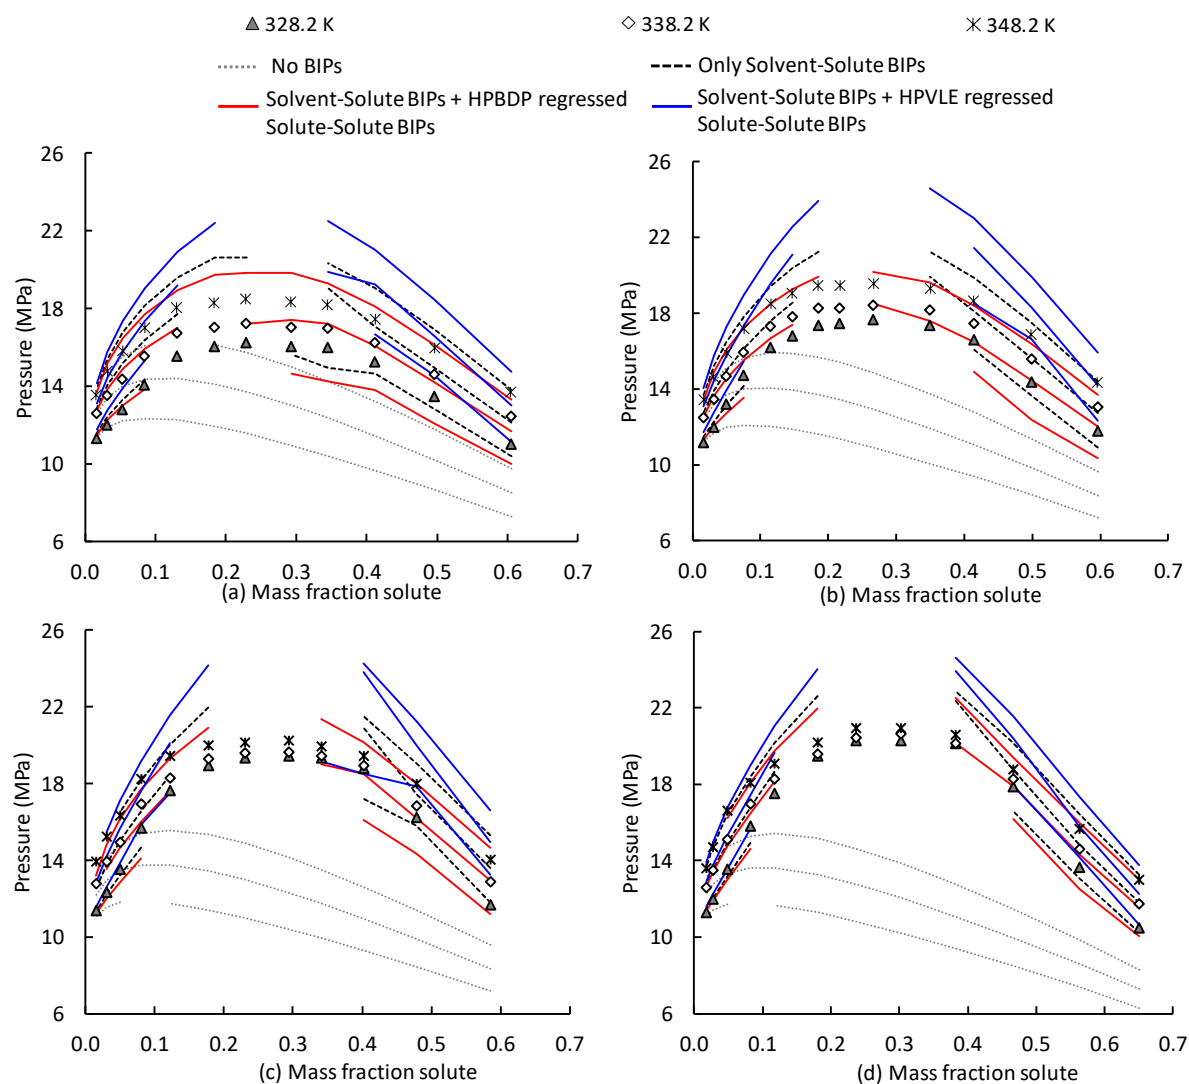 328.2 K 338.2 K 348.2 K
No BIPs Only Solvent-Solute BIPs
Solvent-Solute BIPs + HPBDP regressed Solvent-Solute BIPs + HPVLE regressed
Solute-Solute BIPs Solute-Solute BIPs
26
22
18
14
10
6
Pressure (MPa)
0.0 0.1 0.2 0.3 0.4 0.5 0.6 0.7
(a) Mass fraction solute
26
22
18
14
10
6
Pressure (MPa)
0.0 0.1 0.2 0.3 0.4 0.5 0.6 0.7
(b) Mass fraction solute
26
22
18
14
10
6
Pressure (MPa)
0.0 0.1 0.2 0.3 0.4 0.5 0.6 0.7
(c) Mass fraction solute
26
22
18
14
10
6
Pressure (MPa)
0.0 0.1 0.2 0.3 0.4 0.5 0.6 0.7
(d) Mass fraction solute